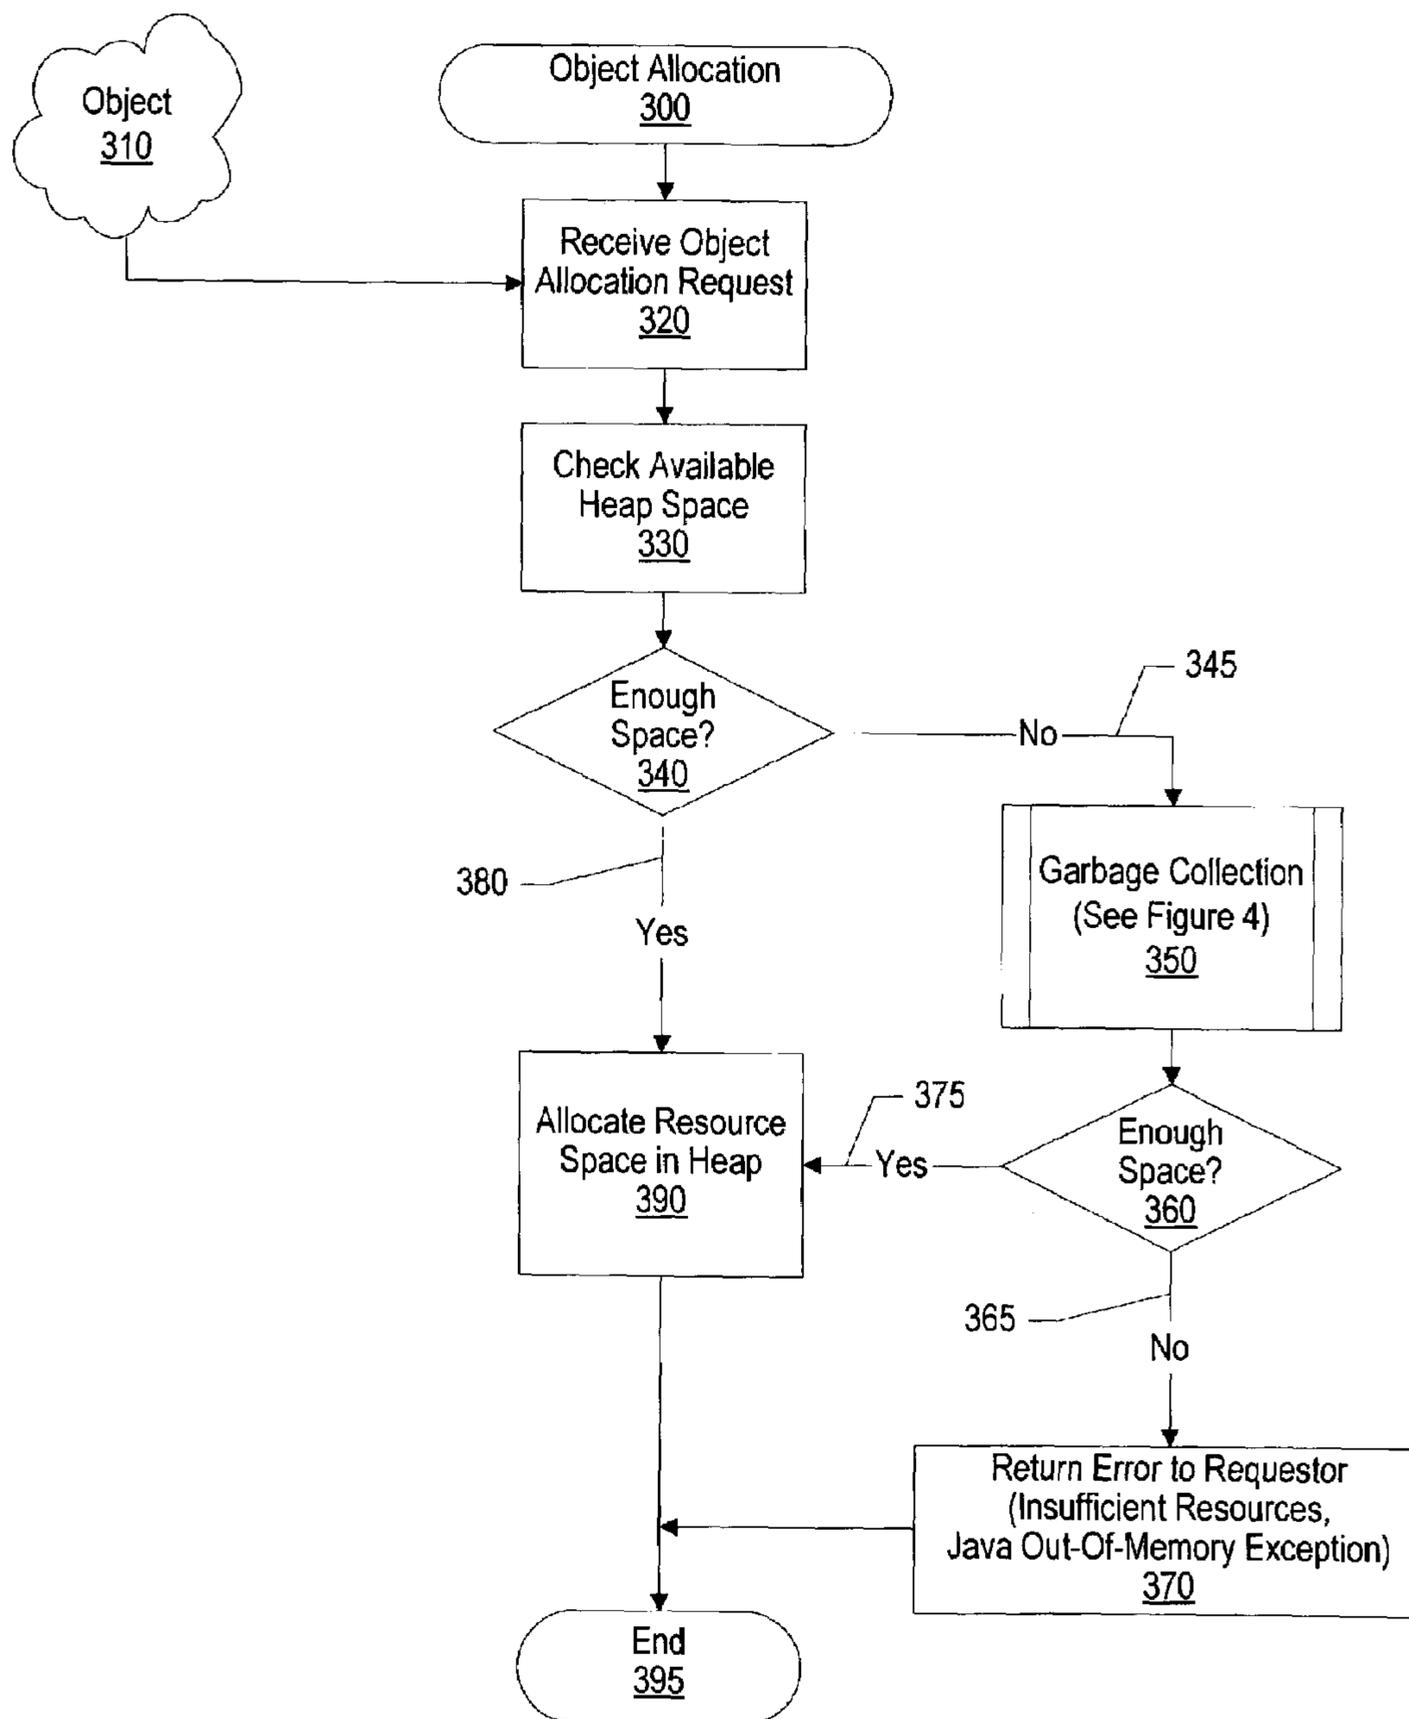 Object
310
Object Allocation
300
Receive Object
Allocation Request
320
Check Available
Heap Space
330
Enough
Space?
340
345
No
380
Yes
Garbage Collection
(See Figure 4)
350
Allocate Resource
Space in Heap
390
375
Yes
Enough
Space?
360
365
No
Return Error to Requestor
(Insufficient Resources,
Java Out-Of-Memory Exception)
370
End
395